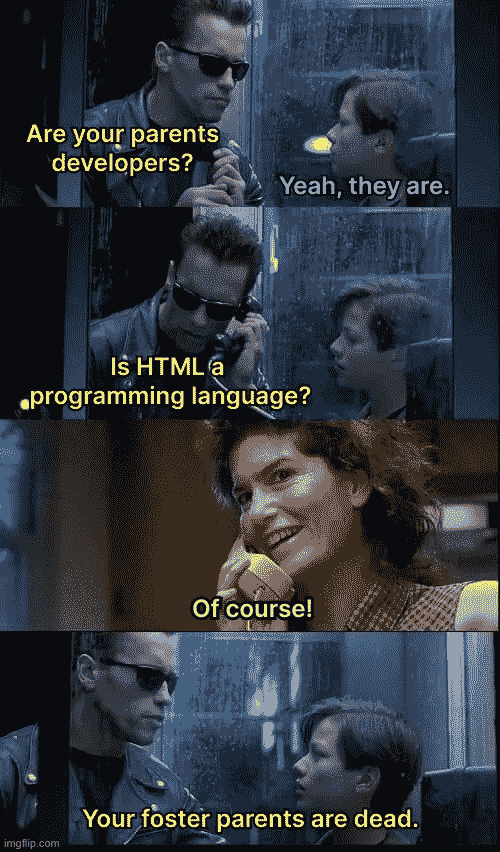 Are your parents
developers?
Yeah, they are.
Is HTML a
programming language?
Of course!
Your foster parents are dead.
imgflip.com